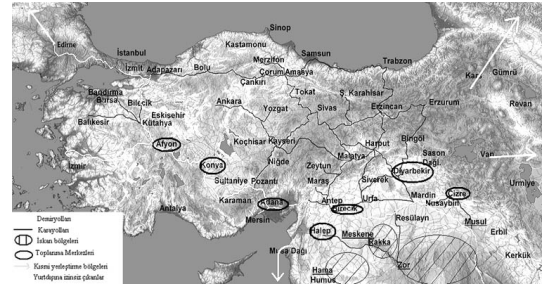 Sinop
Kastamonu
Edirne
İstanbul
Samsun
Merzifon
Trabzon
İzmit
Adapazarı
Bolu
Çorum
Amasya
Gümrü
Kar
Çankırı
Bandırma
Bursa
Bilecik
Tokat
Ş. Karahisar
Ankara
Yozgat
Sivas
Erzincan
Erzurum
Revan
Eskişehir
Kütahya
Balıkesir
Koçhisar
Kayseri
Harput
Bingöl
Afyon
Sason
Dağı
Van
Malatya
İzmir
Konya
Niğde
Zeytun
Diyarbekir
Siverek
Sultaniye
Pozantı
Maraş
Urmiye
Mardin
Çizre
Karaman
Adana
Antep
Urfa
Nusaybin
Antalya
Mersin
Resülayn
Musul
Erbil
Halep
Meskene
Rakka
Musa Dağı
Zor
Kerkük
Hama
Humus
Demiryolları
Karayolları
İskan bölgeleri
Toplanma Merkezleri
Kısmi yerleştirme bölgeleri
Yurtdışına izinsiz çıkanlar